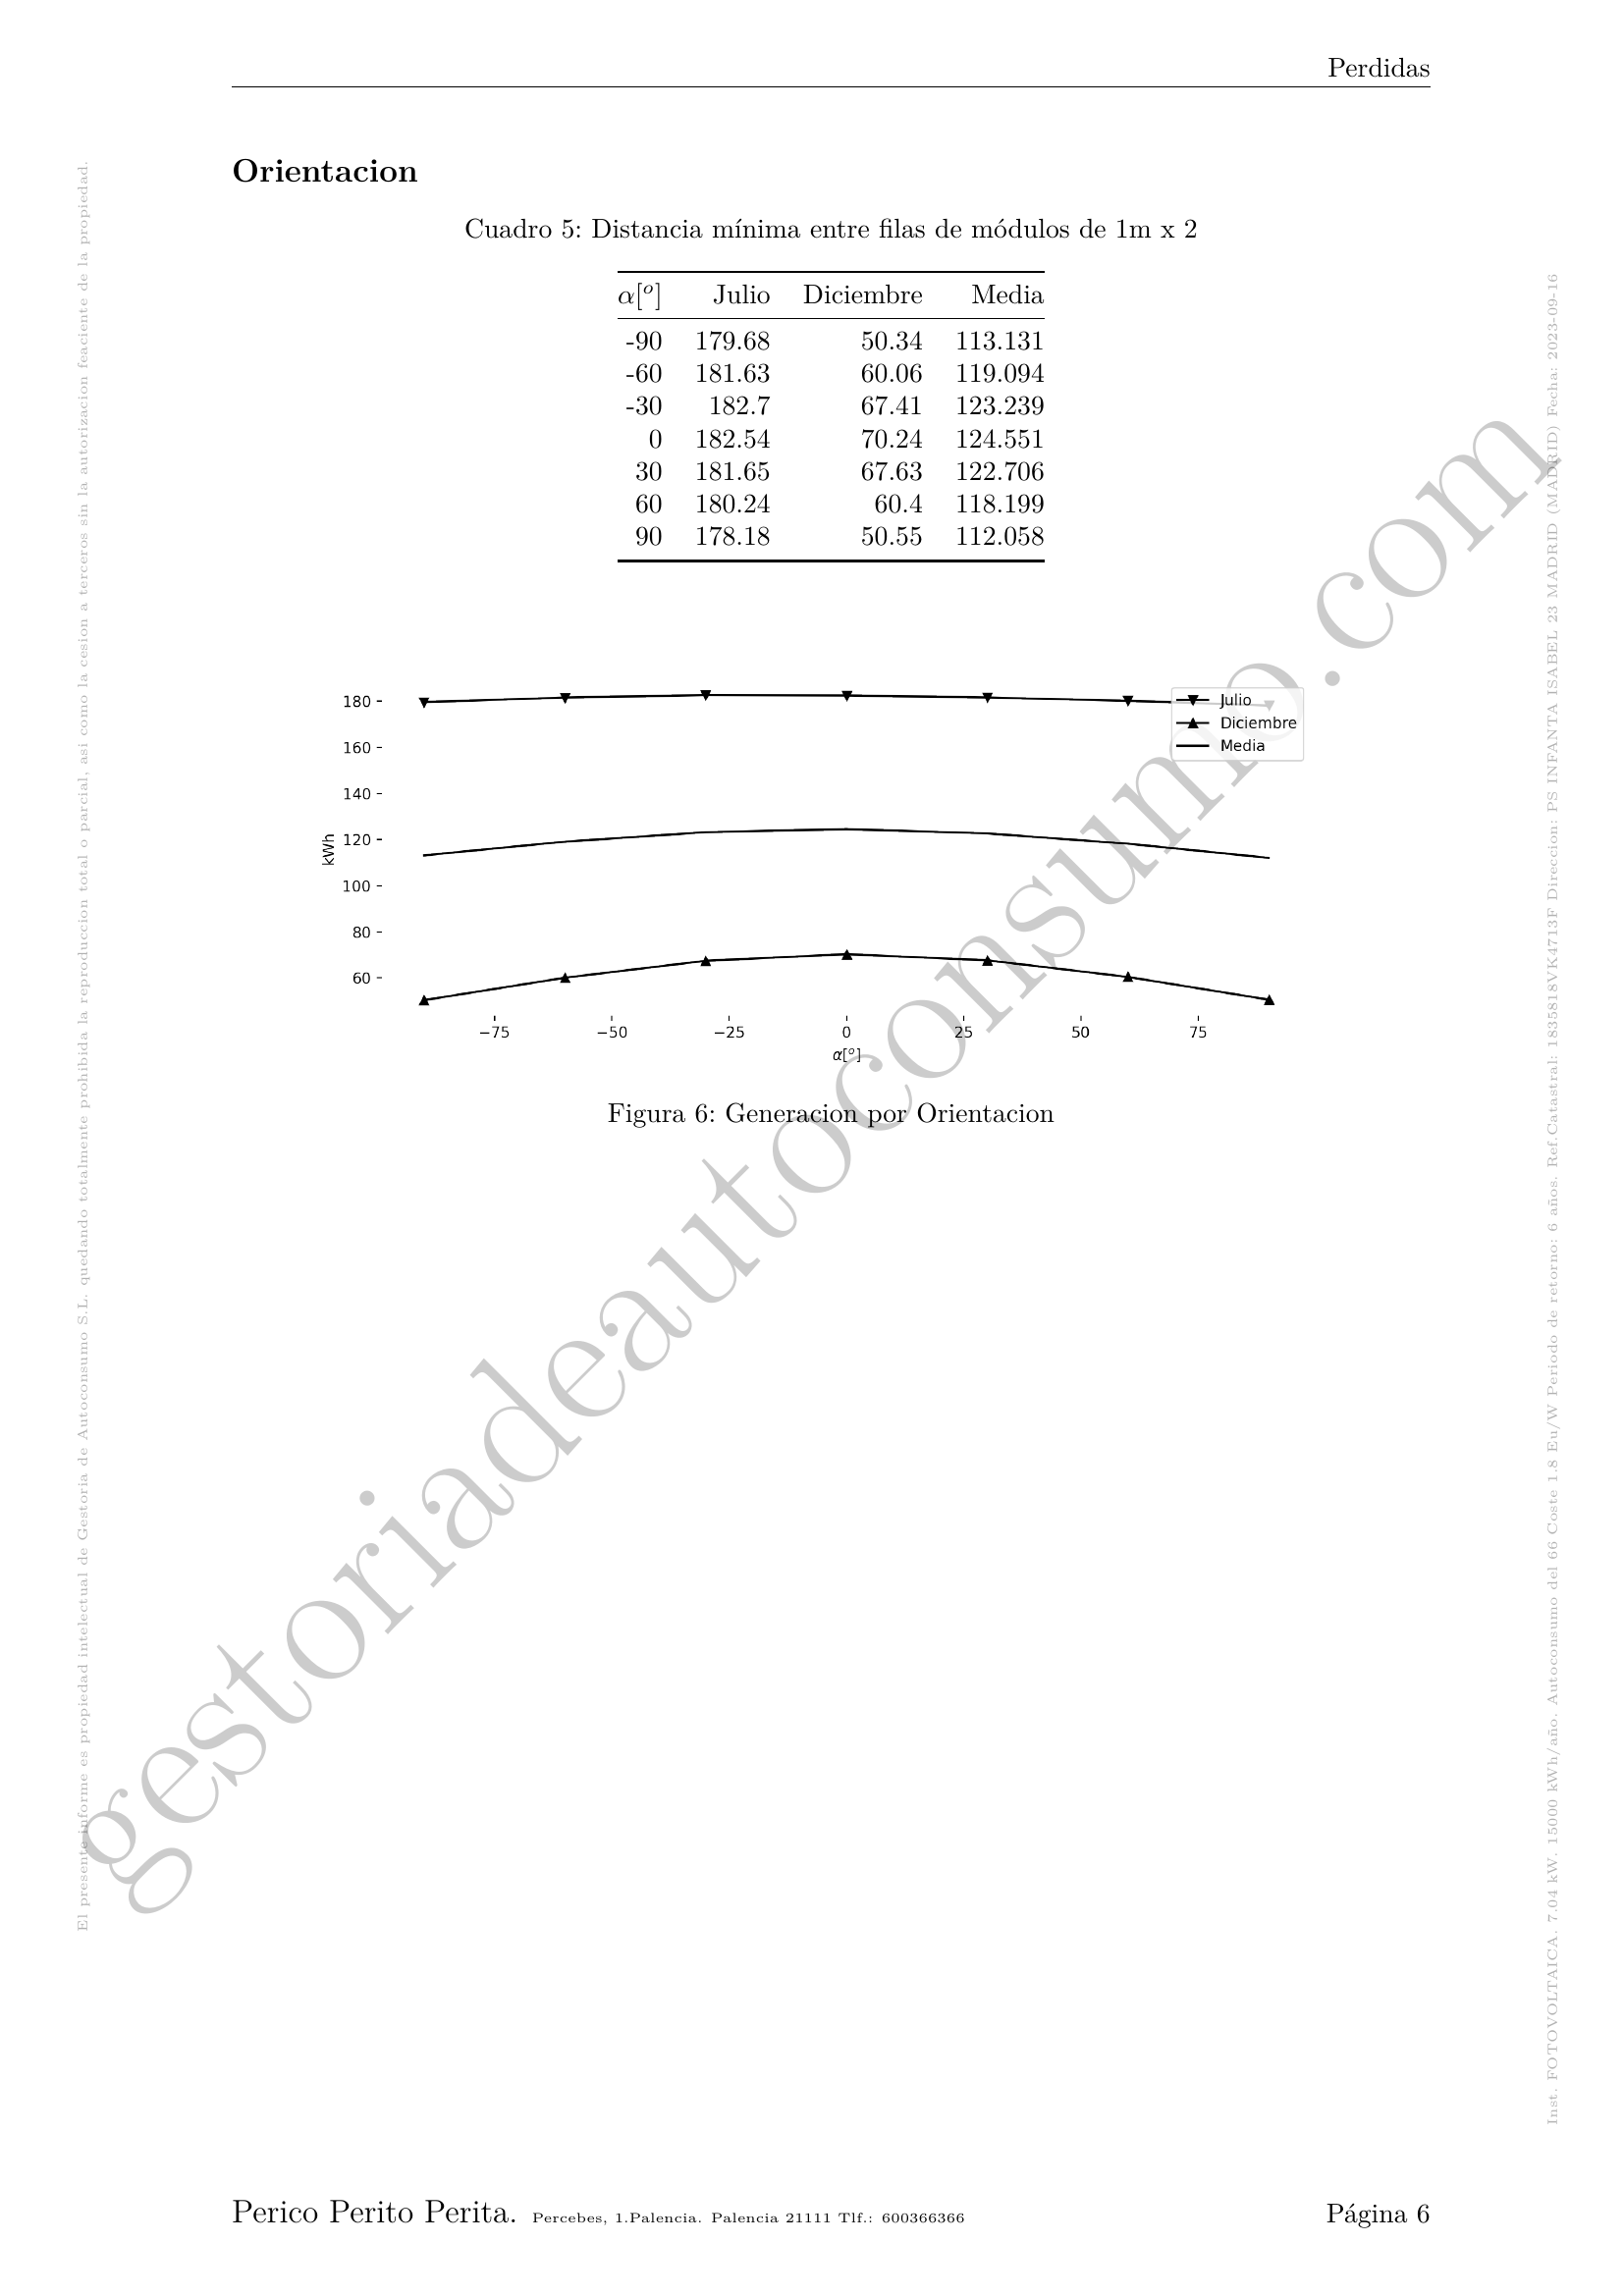 Perdidas
Orientacion
Cuadro 5: Distancia mínima entre filas de módulos de 1m x 2
α[º] Julio Diciembre Media
-90 179.68 50.34 113.131
-60 181.63 60.06 119.094
-30 182.7 67.41 123.239
0 182.54 70.24 124.551
30 181.65 67.63 122.706
60 180.24 60.4 118.199
90 178.18 50.55 112.058
180
160
140
120
100
80
60
kWh
Julio
Diciembre
Media
−75 −50 −25 0 25 50 75
α[º]
Figura 6: Generacion por Orientacion
gestoriadeautoconsumo.com
El presente informe es propiedad intelectual de Gestoria de Autoconsumo S.L. quedando totalmente prohibida la reproduccion total o parcial, asi como la cesion a terceros sin la autorizacion feaciente de la propiedad.
Inst. FOTOVOLTAICA. 7.04 kW. 15000 kWh/año. Autoconsumo del 66 Coste 1.8 Eu/W Periodo de retorno: 6 años. Ref.Catastral: 1835818VK4713F Direccion: PS INFANTA ISABEL 23 MADRID (MADRID) Fecha: 2023-09-16
Perico Perito Perita. Percebes, 1.Palencia. Palencia 21111 Tlf.: 600366366
Página 6